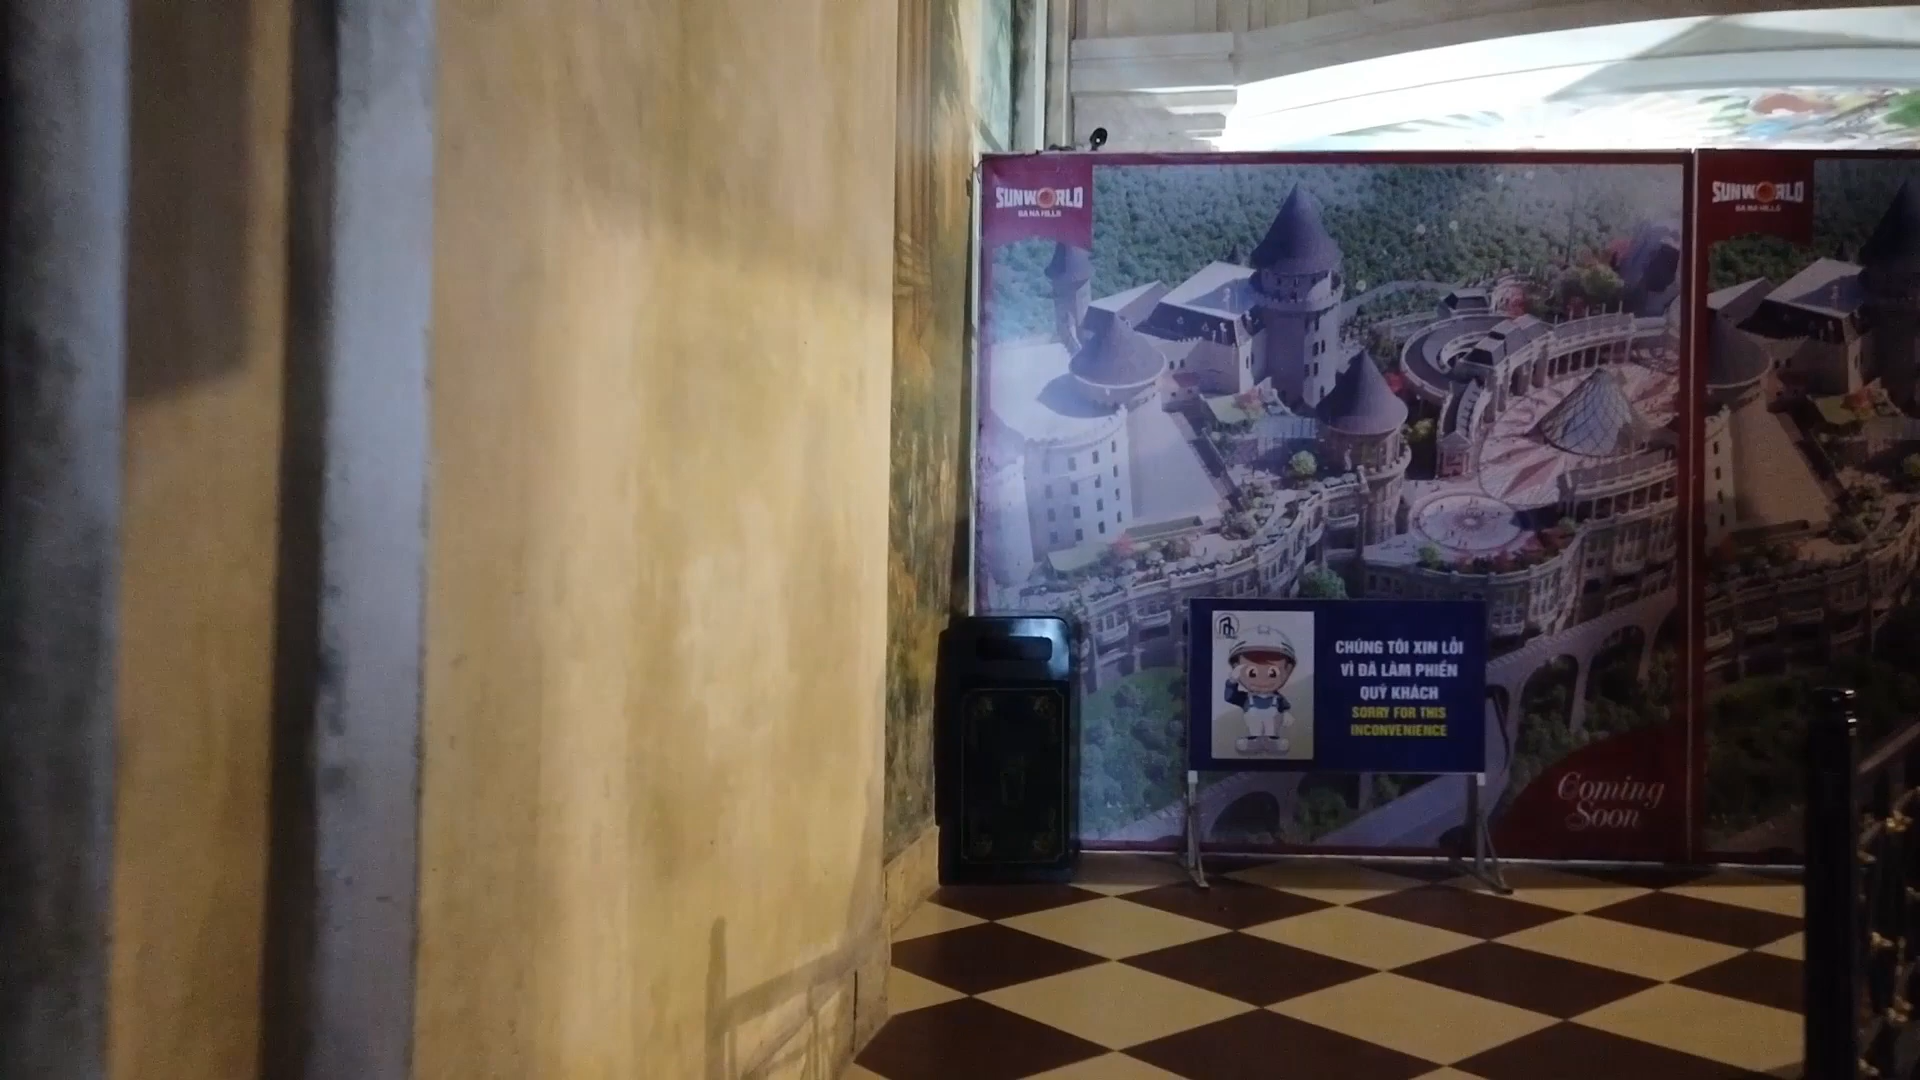 SUNWORLD
BA NA HILLS
SUNWORLD
BA NA HILLS
CHÚNG TÔI XIN LỖI
VÌ ĐÃ LÀM PHIỀN
QUÝ KHÁCH
SORRY FOR THIS
INCONVENIENCE
Coming
Soon